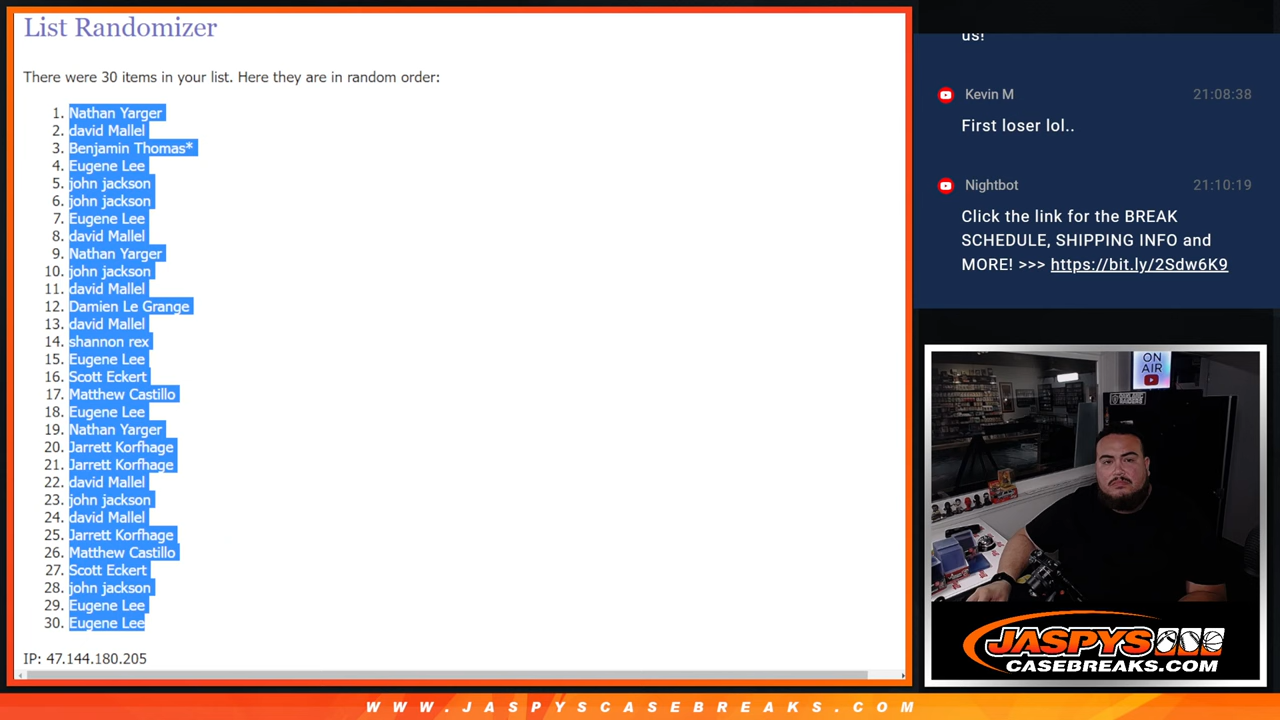 List Randomizer
There were 30 items in your list. Here they are in random order:
1. Nathan Yarger
2. david Mallel
3. Benjamin Thomas*
4. Eugene Lee
5. john jackson
6. john jackson
7. Eugene Lee
8. david Mallel
9. Nathan Yarger
10. john jackson
11. david Mallel
12. Damien Le Grange
13. david Mallel
14. shannon rex
15. Eugene Lee
16. Scott Eckert
17. Matthew Castillo
18. Eugene Lee
19. Nathan Yarger
20. Jarrett Korfhage
21. Jarrett Korfhage
22. david Mallel
23. john jackson
24. david Mallel
25. Jarrett Korfhage
26. Matthew Castillo
27. Scott Eckert
28. john jackson
29. Eugene Lee
30. Eugene Lee
IP: 47.144.180.205
us!
Kevin M 21:08:38
First loser lol..
Nightbot 21:10:19
Click the link for the BREAK
SCHEDULE, SHIPPING INFO and
MORE! >>> https://bit.ly/2Sdw6K9
ON
AIR
JASPYS
CASEBREAKS.COM
WWW.JASPYSCASEBREAKS.COM